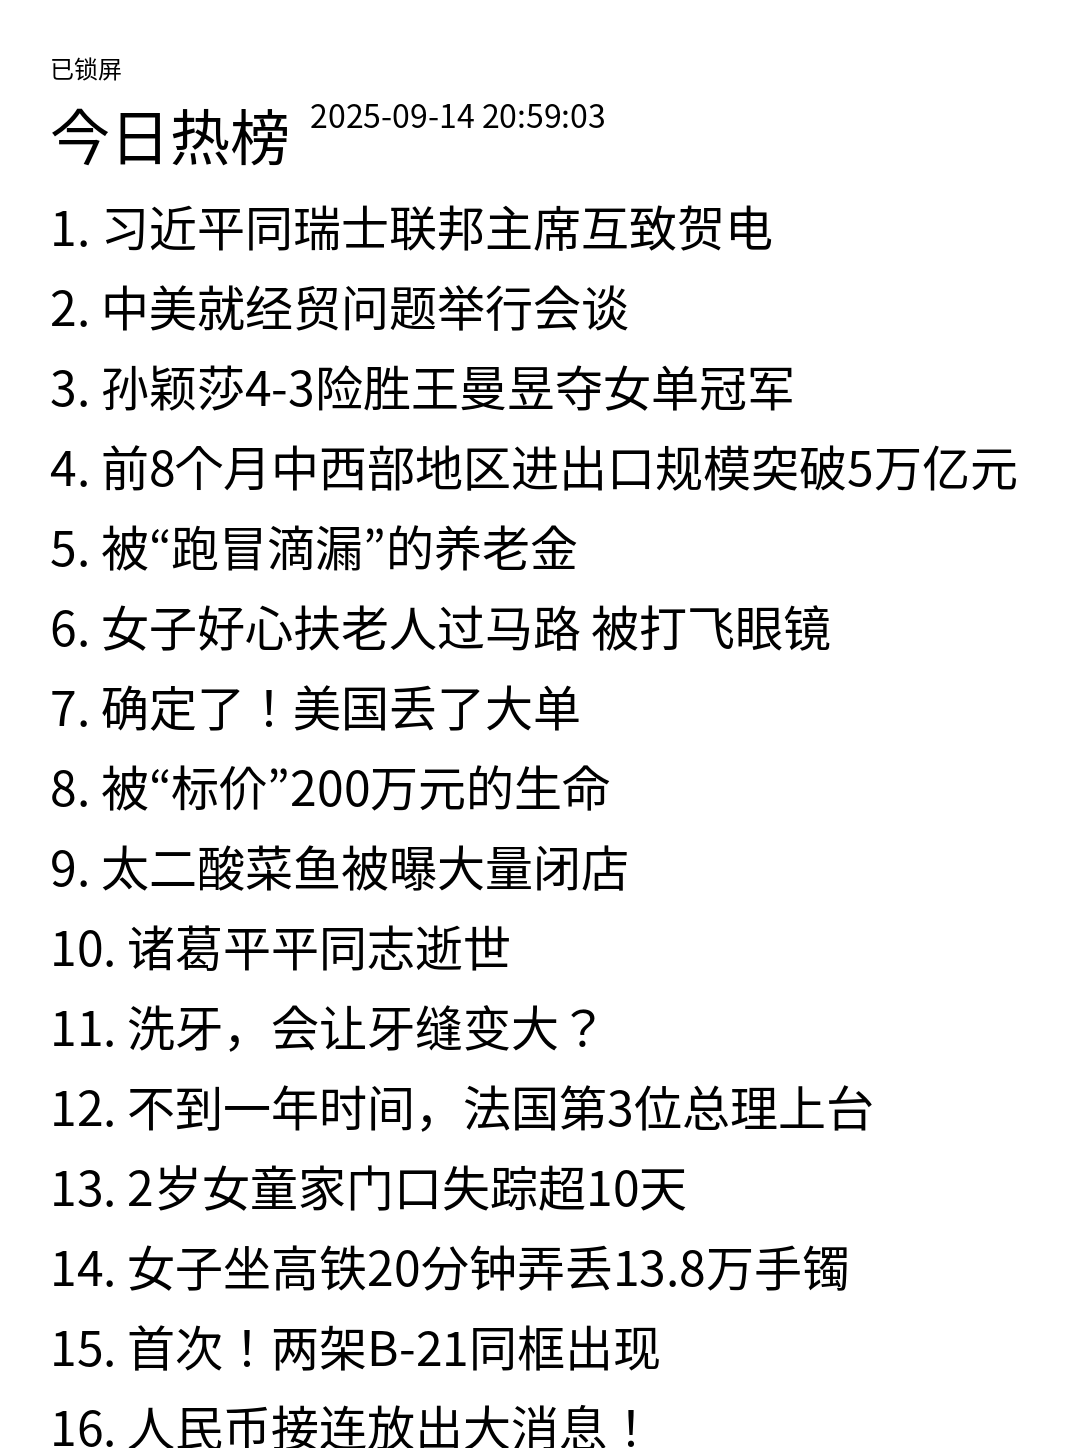 已锁屏
今日热榜 2025-09-14 20:59:03
1. 习近平同瑞士联邦主席互致贺电
2. 中美就经贸问题举行会谈
3. 孙颖莎4-3险胜王曼昱夺女单冠军
4. 前8个月中西部地区进出口规模突破5万亿元
5. 被“跑冒滴漏”的养老金
6. 女子好心扶老人过马路 被打飞眼镜
7. 确定了！美国丢了大单
8. 被“标价”200万元的生命
9. 太二酸菜鱼被曝大量闭店
10. 诸葛平平同志逝世
11. 洗牙，会让牙缝变大？
12. 不到一年时间，法国第3位总理上台
13. 2岁女童家门口失踪超10天
14. 女子坐高铁20分钟弄丢13.8万手镯
15. 首次！两架B-21同框出现
16. 人民币接连放出大消息！